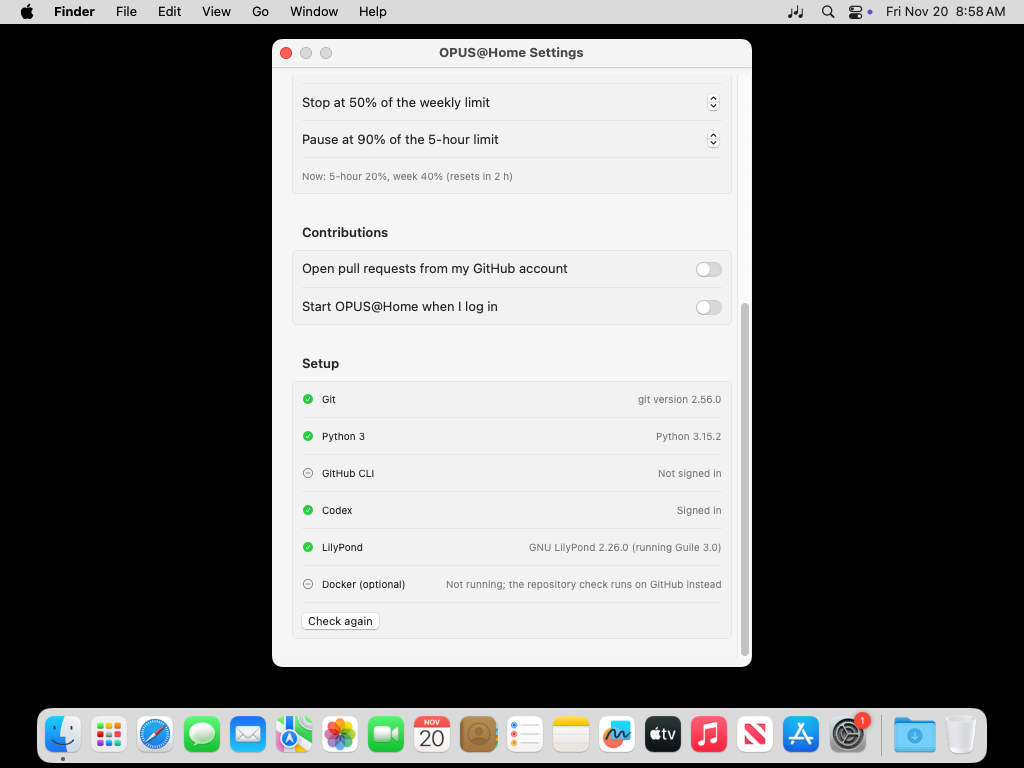 Finder File Edit View Go Window Help Fri Nov 20 8:58 AM
OPUS@Home Settings
Stop at 50% of the weekly limit
Pause at 90% of the 5-hour limit
Now: 5-hour 20%, week 40% (resets in 2 h)
Contributions
Open pull requests from my GitHub account
Start OPUS@Home when I log in
Setup
Git git version 2.56.0
Python 3 Python 3.15.2
GitHub CLI Not signed in
Codex Signed in
LilyPond GNU LilyPond 2.26.0 (running Guile 3.0)
Docker (optional) Not running; the repository check runs on GitHub instead
Check again
NOV
20
tv
1